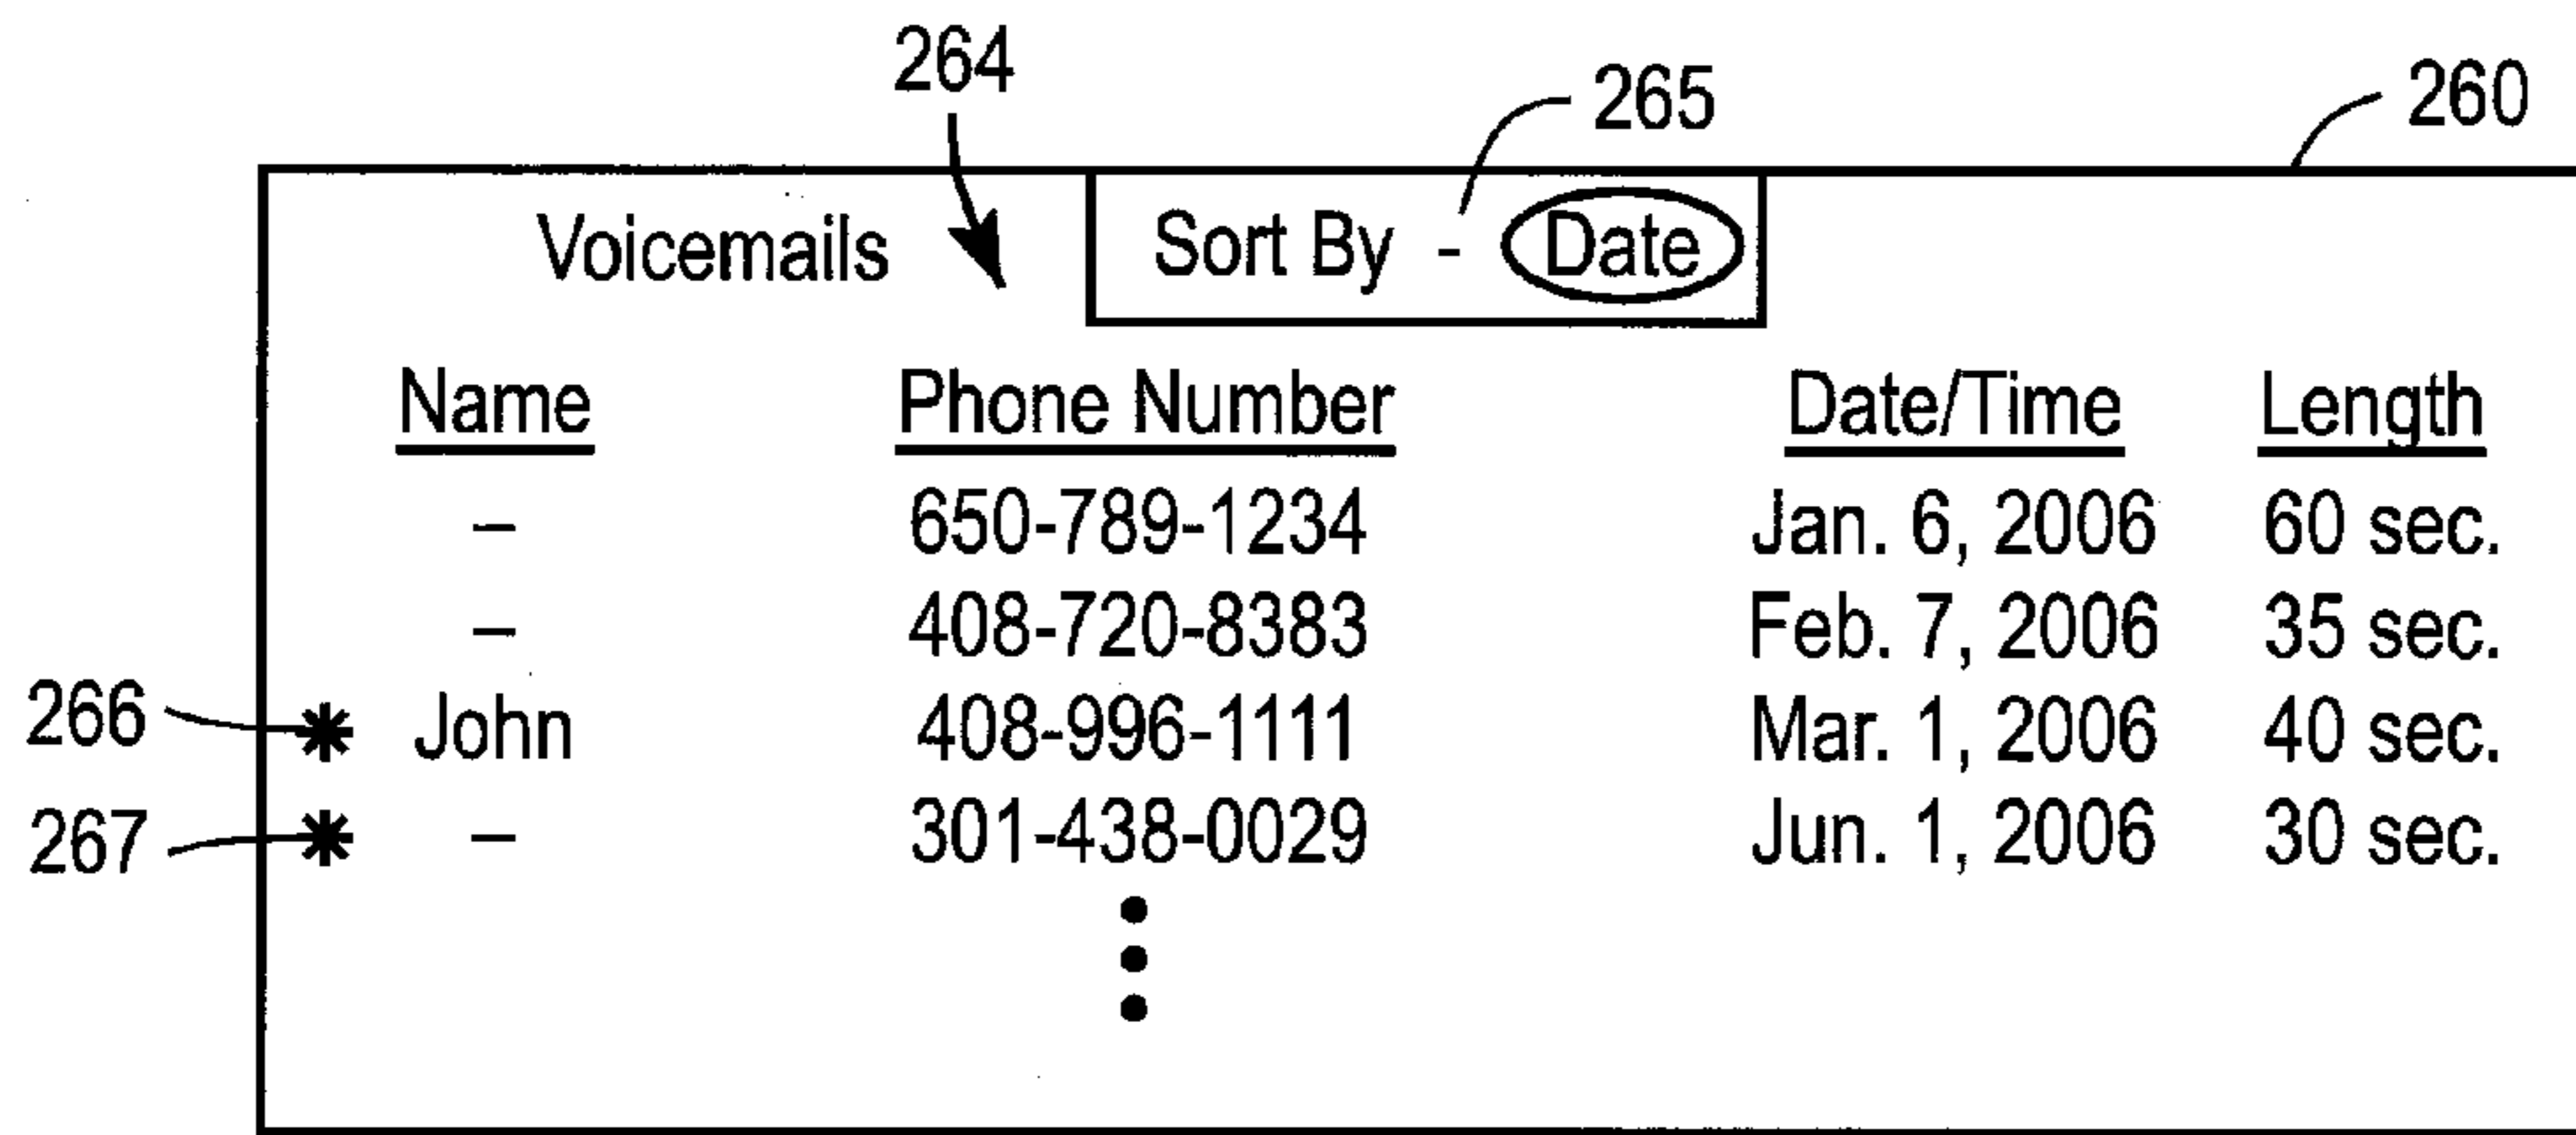 264 265 260
Voicemails Sort By - Date
Name Phone Number Date/Time Length
– 650-789-1234 Jan. 6, 2006 60 sec.
– 408-720-8383 Feb. 7, 2006 35 sec.
266 * John 408-996-1111 Mar. 1, 2006 40 sec.
267 * – 301-438-0029 Jun. 1, 2006 30 sec.